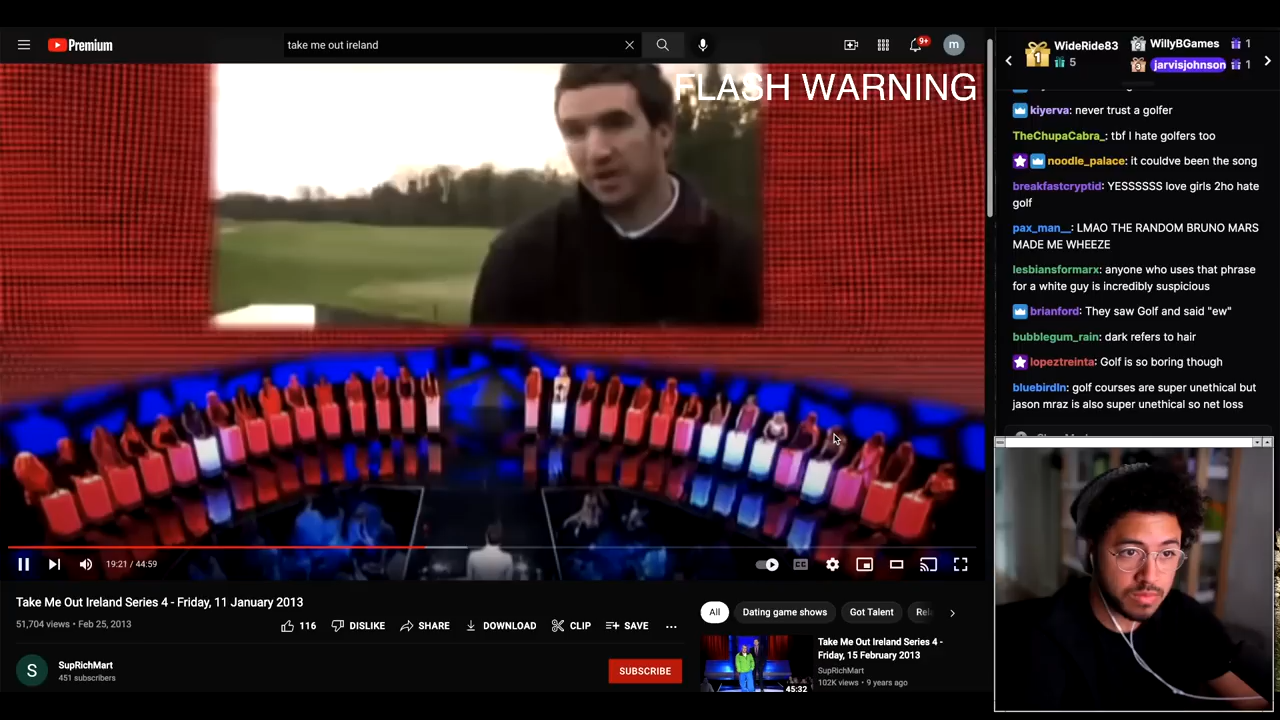 Premium
take me out ireland
9+
m
FLASH WARNING
19:21 / 44:59
CC
Take Me Out Ireland Series 4 - Friday, 11 January 2013
51,704 views • Feb 25, 2013
116
DISLIKE
SHARE
DOWNLOAD
CLIP
SAVE
S
SupRichMart
451 subscribers
SUBSCRIBE
All
Dating game shows
Got Talent
Take Me Out Ireland Series 4 -
Friday, 15 February 2013
SupRichMart
102K views • 9 years ago
45:32
1
WideRide83
5
2
WillyBGames
1
3
jarvisjohnson
1
kiyerva: never trust a golfer
TheChupaCabra_: tbf I hate golfers too
noodle_palace: it couldve been the song
breakfastcryptid: YESSSSSS love girls 2ho hate
golf
pax_man__: LMAO THE RANDOM BRUNO MARS
MADE ME WHEEZE
lesbiansformarx: anyone who uses that phrase
for a white guy is incredibly suspicious
brianford: They saw Golf and said "ew"
bubblegum_rain: dark refers to hair
lopeztreinta: Golf is so boring though
bluebirdln: golf courses are super unethical but
jason mraz is also super unethical so net loss